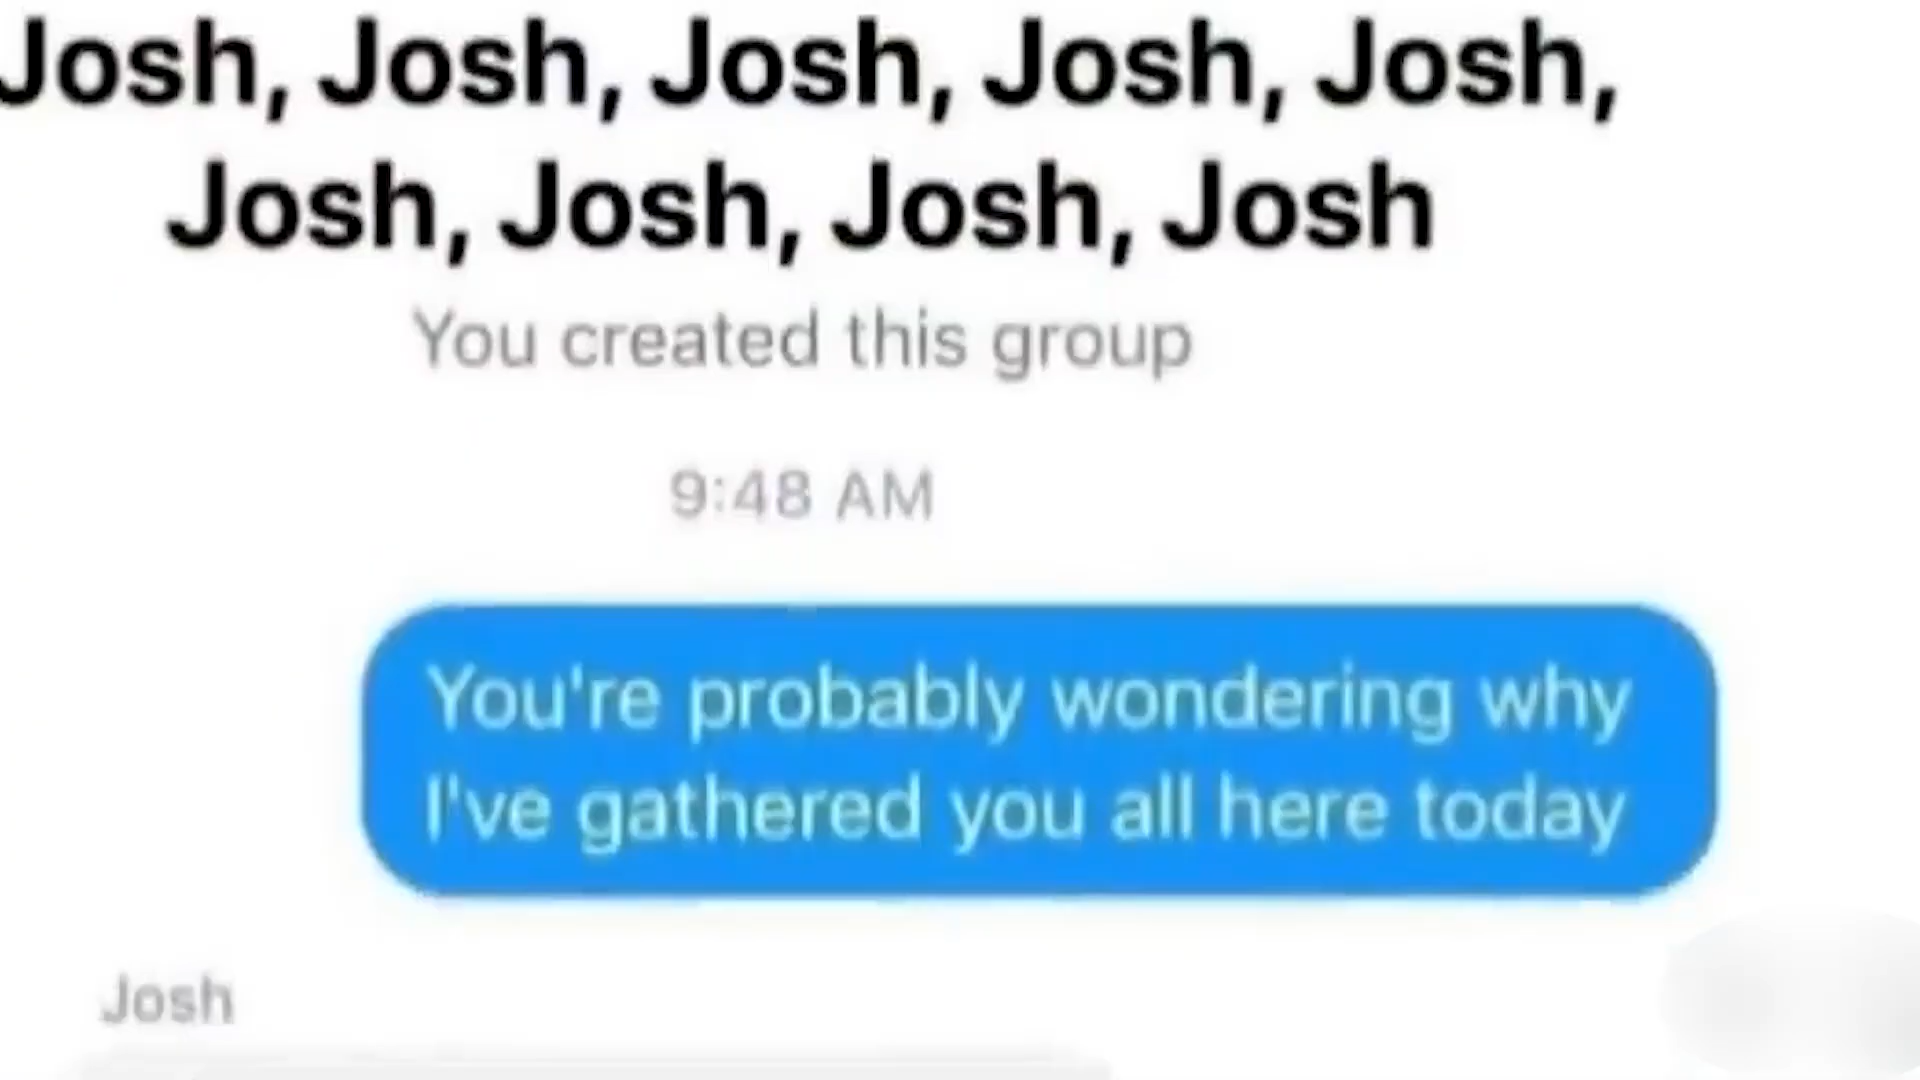 Josh, Josh, Josh, Josh, Josh,
Josh, Josh, Josh, Josh
You created this group
9:48 AM
You're probably wondering why
I've gathered you all here today
Josh